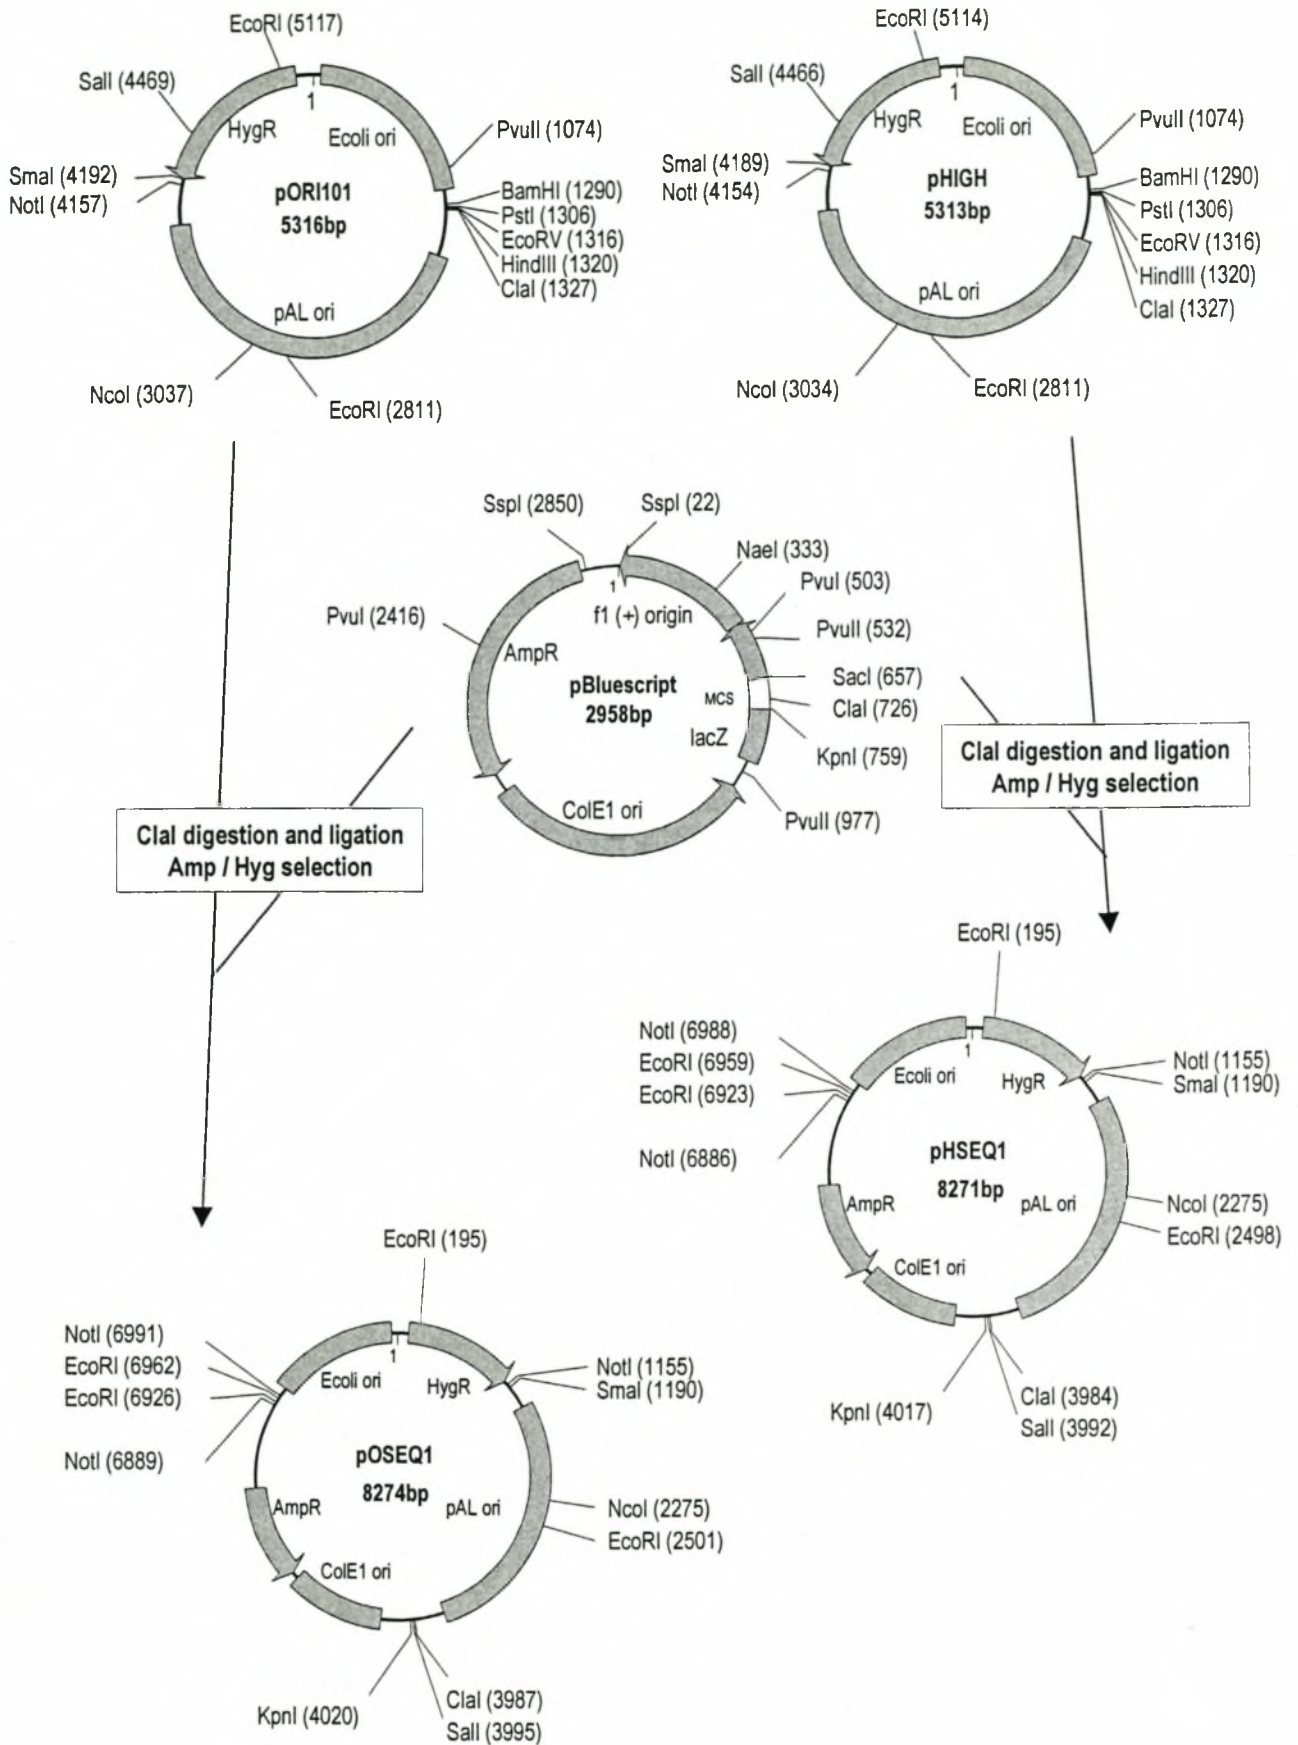 EcoRI (5117)
SalI (4469)
HygR
1
Ecoli ori
PvuII (1074)
SmaI (4192)
NotI (4157)
pORI101
5316bp
BamHI (1290)
PstI (1306)
EcoRV (1316)
HindIII (1320)
ClaI (1327)
pAL ori
NcoI (3037)
EcoRI (2811)
EcoRI (5114)
SalI (4466)
HygR
1
Ecoli ori
PvuII (1074)
SmaI (4189)
NotI (4154)
pHIGH
5313bp
BamHI (1290)
PstI (1306)
EcoRV (1316)
HindIII (1320)
ClaI (1327)
pAL ori
NcoI (3034)
EcoRI (2811)
SspI (2850)
SspI (22)
NaeI (333)
PvuI (503)
1
f1 (+) origin
PvuI (2416)
PvuII (532)
AmpR
pBluescript
2958bp
SacI (657)
MCS
ClaI (726)
lacZ
KpnI (759)
ColE1 ori
PvuII (977)
ClaI digestion and ligation
Amp / Hyg selection
ClaI digestion and ligation
Amp / Hyg selection
EcoRI (195)
NotI (6988)
EcoRI (6959)
EcoRI (6923)
NotI (6886)
1
Ecoli ori
HygR
NotI (1155)
SmaI (1190)
pHSEQ1
8271bp
AmpR
pAL ori
NcoI (2275)
EcoRI (2498)
ColE1 ori
KpnI (4017)
ClaI (3984)
SalI (3992)
EcoRI (195)
NotI (6991)
EcoRI (6962)
EcoRI (6926)
NotI (6889)
1
Ecoli ori
HygR
NotI (1155)
SmaI (1190)
pOSEQ1
8274bp
AmpR
pAL ori
NcoI (2275)
EcoRI (2501)
ColE1 ori
KpnI (4020)
ClaI (3987)
SalI (3995)